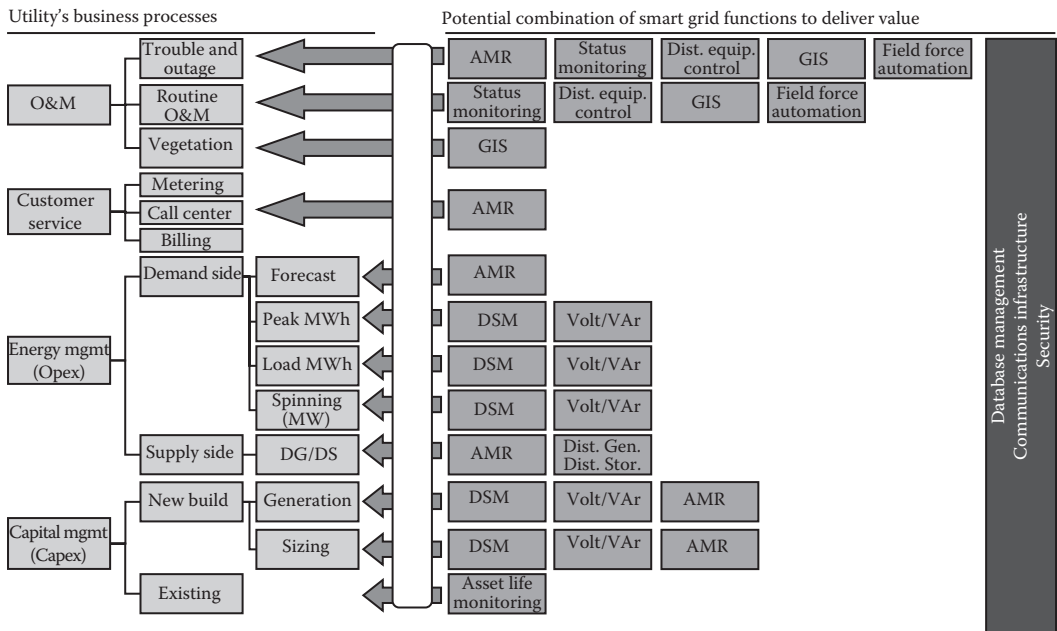 Utility's business processes
Potential combination of smart grid functions to deliver value
O&M
Trouble and
outage
AMR
Status
monitoring
Dist. equip.
control
GIS
Field force
automation
Routine
O&M
Status
monitoring
Dist. equip.
control
GIS
Field force
automation
Vegetation
GIS
Customer
service
Metering
Call center
Billing
AMR
Energy mgmt
(Opex)
Demand side
Forecast
AMR
Peak MWh
DSM
Volt/VAr
Load MWh
DSM
Volt/VAr
Spinning
(MW)
DSM
Volt/VAr
Supply side
DG/DS
AMR
Dist. Gen.
Dist. Stor.
Capital mgmt
(Capex)
New build
Generation
DSM
Volt/VAr
AMR
Sizing
DSM
Volt/VAr
AMR
Existing
Asset life
monitoring
Database management
Communications infrastructure
Security